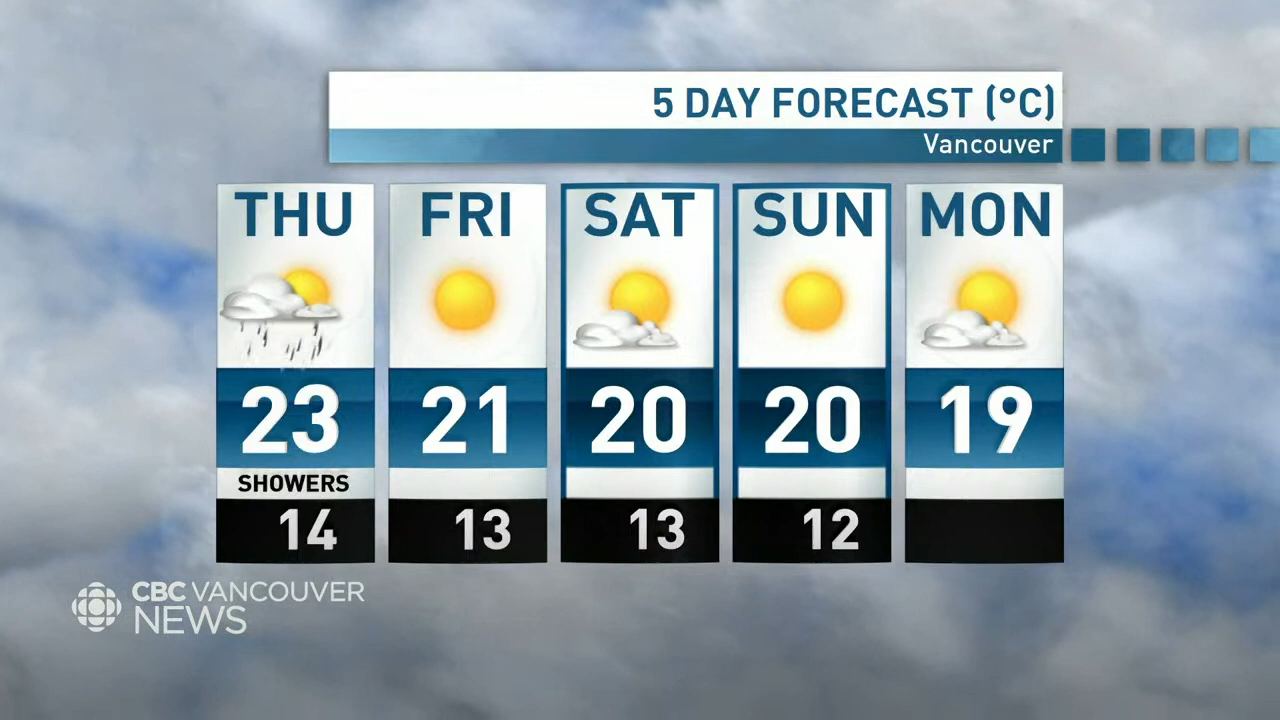 5 DAY FORECAST (°C)
Vancouver
THU FRI SAT SUN MON
23 21 20 20 19
SHOWERS
14 13 13 12
CBC VANCOUVER
NEWS